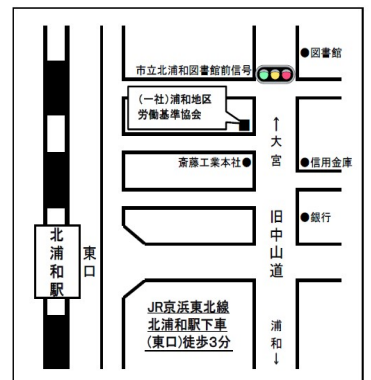 ●図書館
市立北浦和図書館前信号
(一社)浦和地区
労働基準協会
↑
大
宮
斎藤工業本社●
●信用金庫
●銀行
旧
中
山
道
北
浦
和
駅
東
口
JR京浜東北線
北浦和駅下車
(東口)徒歩3分
浦
和
↓